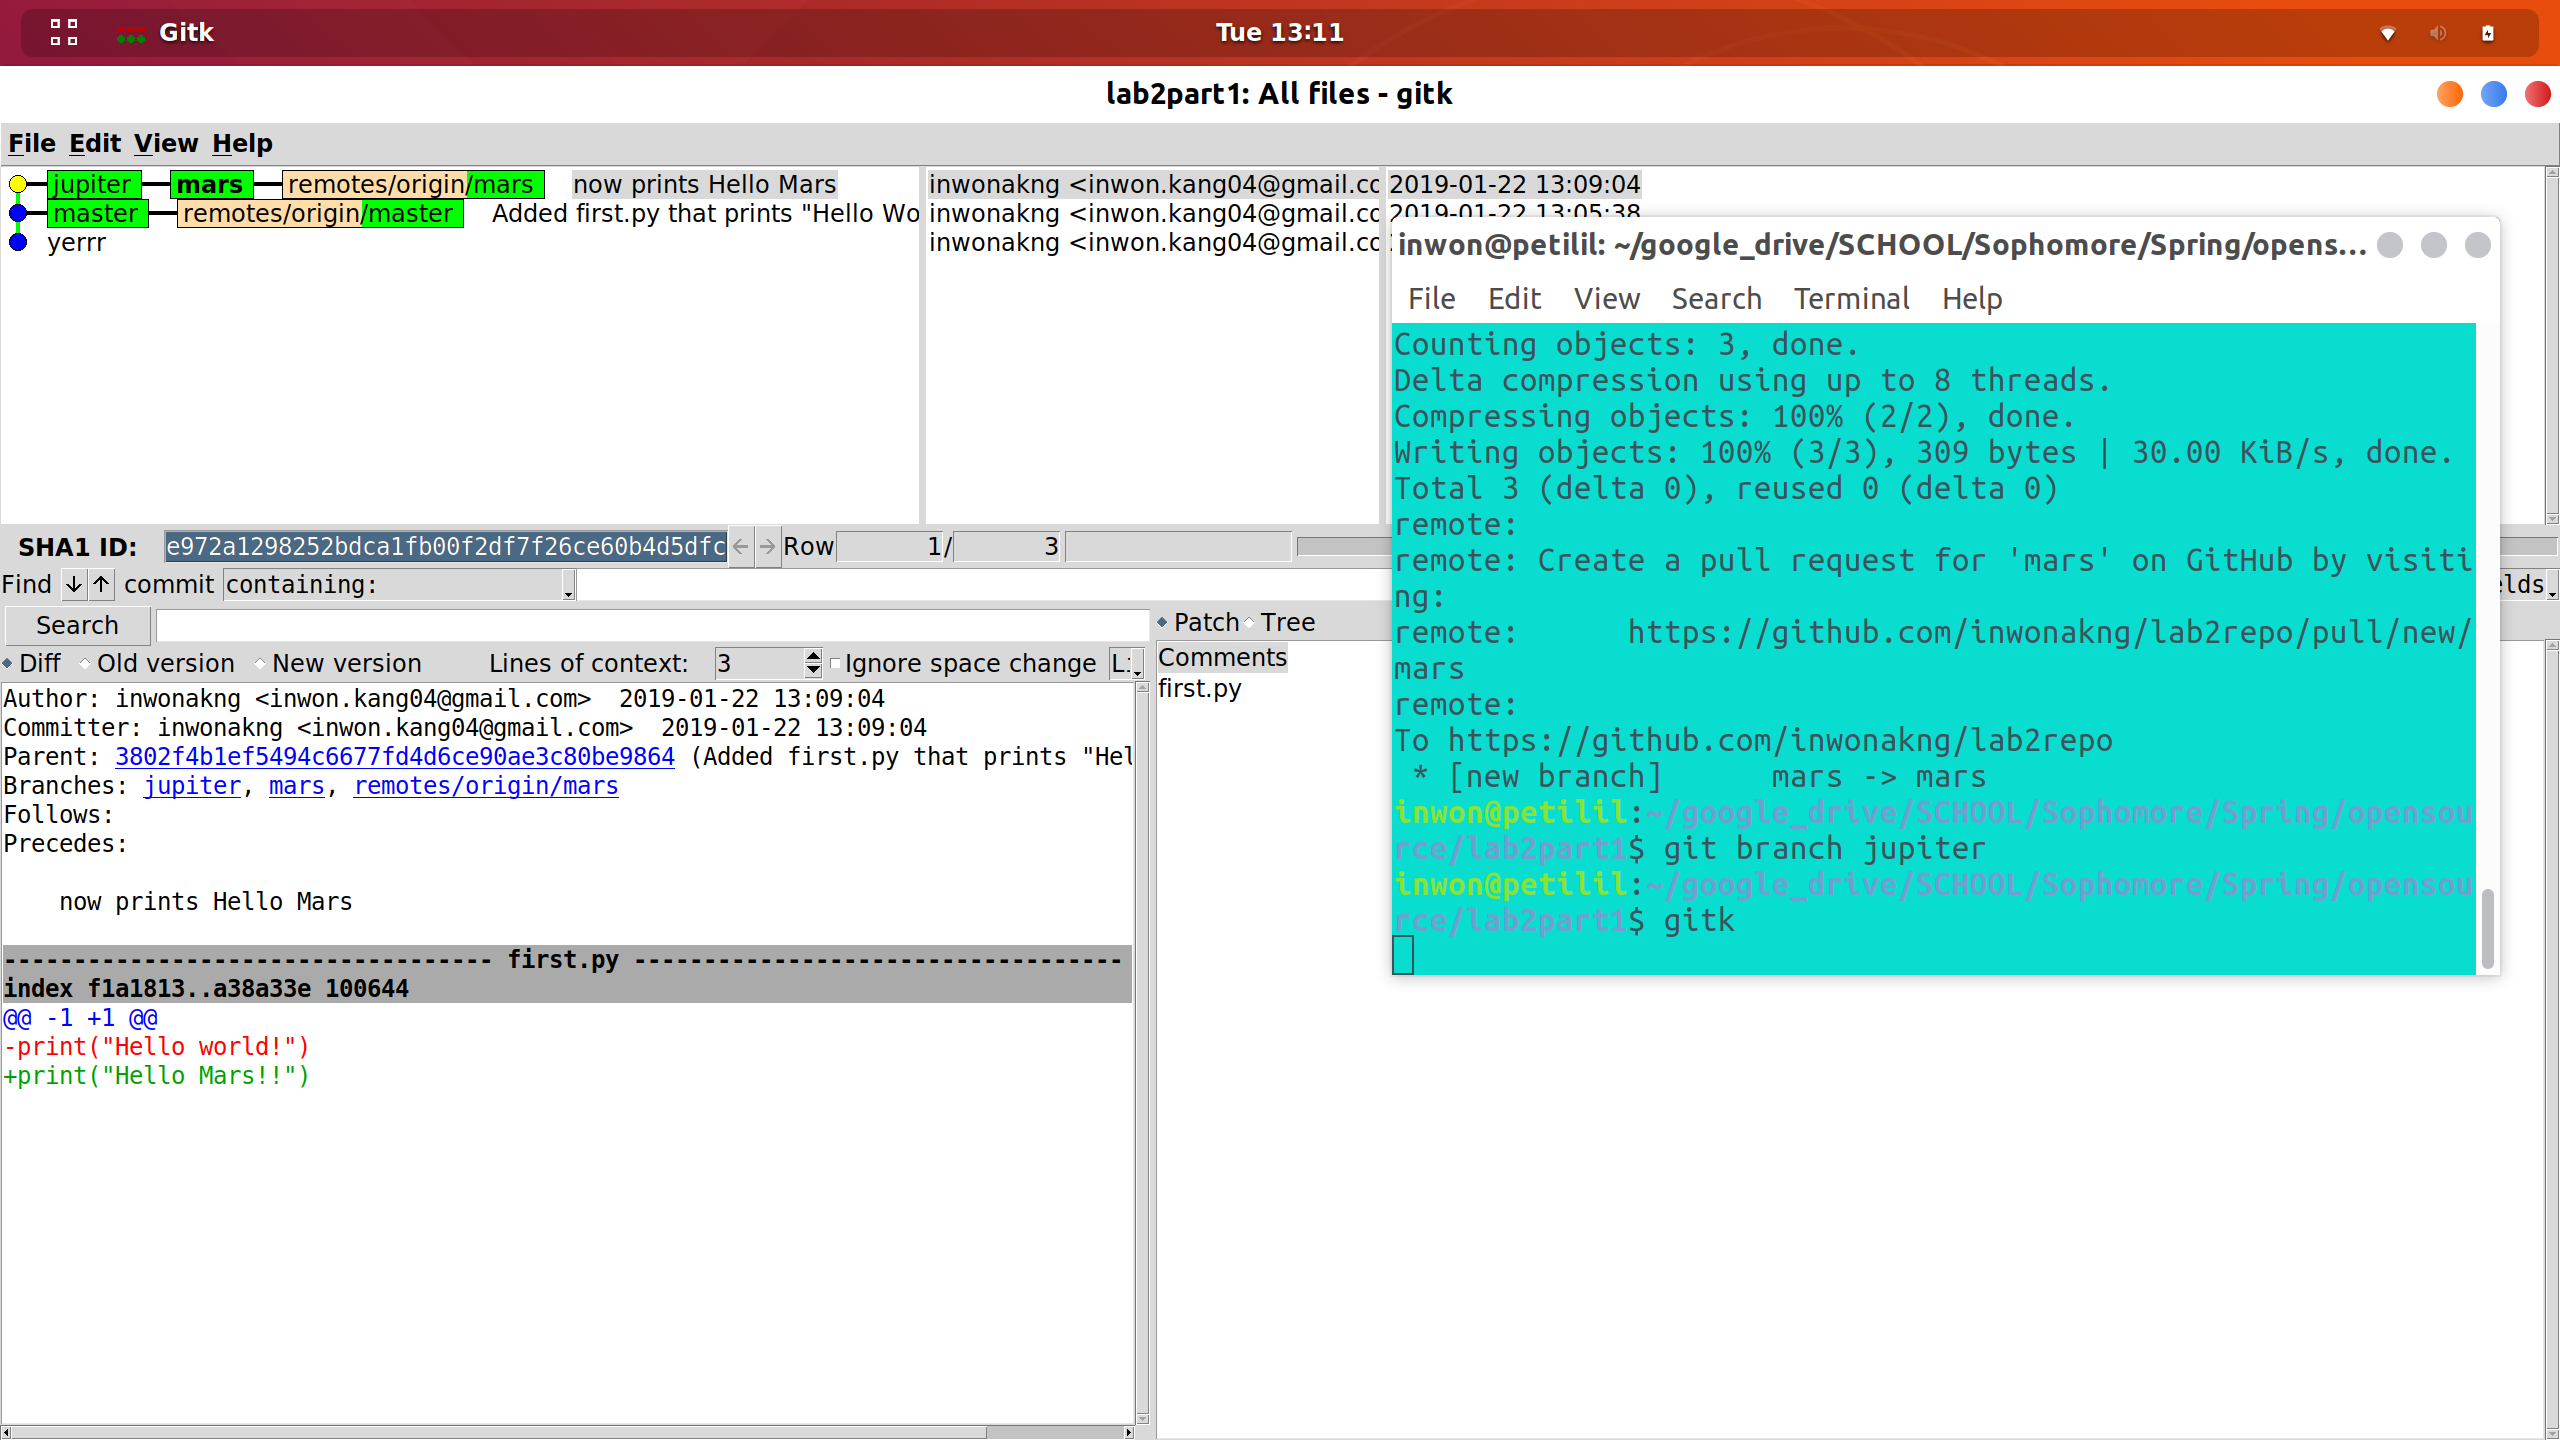 Gitk
Tue 13:11
lab2part1: All files - gitk
File Edit View Help
jupiter mars remotes/origin/mars now prints Hello Mars inwonakng <inwon.kang04@gmail.co 2019-01-22 13:09:04
master remotes/origin/master Added first.py that prints "Hello Wo inwonakng <inwon.kang04@gmail.co 2019-01-22 13:05:38
yerrr inwonakng <inwon.kang04@gmail.co
SHA1 ID: e972a1298252bdca1fb00f2df7f26ce60b4d5dfc Row 1/ 3
Find commit containing:
Search
Diff Old version New version Lines of context: 3 Ignore space change
Author: inwonakng <inwon.kang04@gmail.com>  2019-01-22 13:09:04
Committer: inwonakng <inwon.kang04@gmail.com>  2019-01-22 13:09:04
Parent: 3802f4b1ef5494c6677fd4d6ce90ae3c80be9864 (Added first.py that prints "Hel
Branches: jupiter, mars, remotes/origin/mars
Follows:
Precedes:
now prints Hello Mars
----------------------------------- first.py -----------------------------------
index f1a1813..a38a33e 100644
@@ -1 +1 @@
-print("Hello world!")
+print("Hello Mars!!")
Patch Tree
Comments
first.py
inwon@petilil: ~/google_drive/SCHOOL/Sophomore/Spring/opens...
File Edit View Search Terminal Help
Counting objects: 3, done.
Delta compression using up to 8 threads.
Compressing objects: 100% (2/2), done.
Writing objects: 100% (3/3), 309 bytes | 30.00 KiB/s, done.
Total 3 (delta 0), reused 0 (delta 0)
remote:
remote: Create a pull request for 'mars' on GitHub by visiti
ng:
remote:      https://github.com/inwonakng/lab2repo/pull/new/
mars
remote:
To https://github.com/inwonakng/lab2repo
 * [new branch]      mars -> mars
inwon@petilil:~/google_drive/SCHOOL/Sophomore/Spring/opensou
rce/lab2part1$ git branch jupiter
inwon@petilil:~/google_drive/SCHOOL/Sophomore/Spring/opensou
rce/lab2part1$ gitk